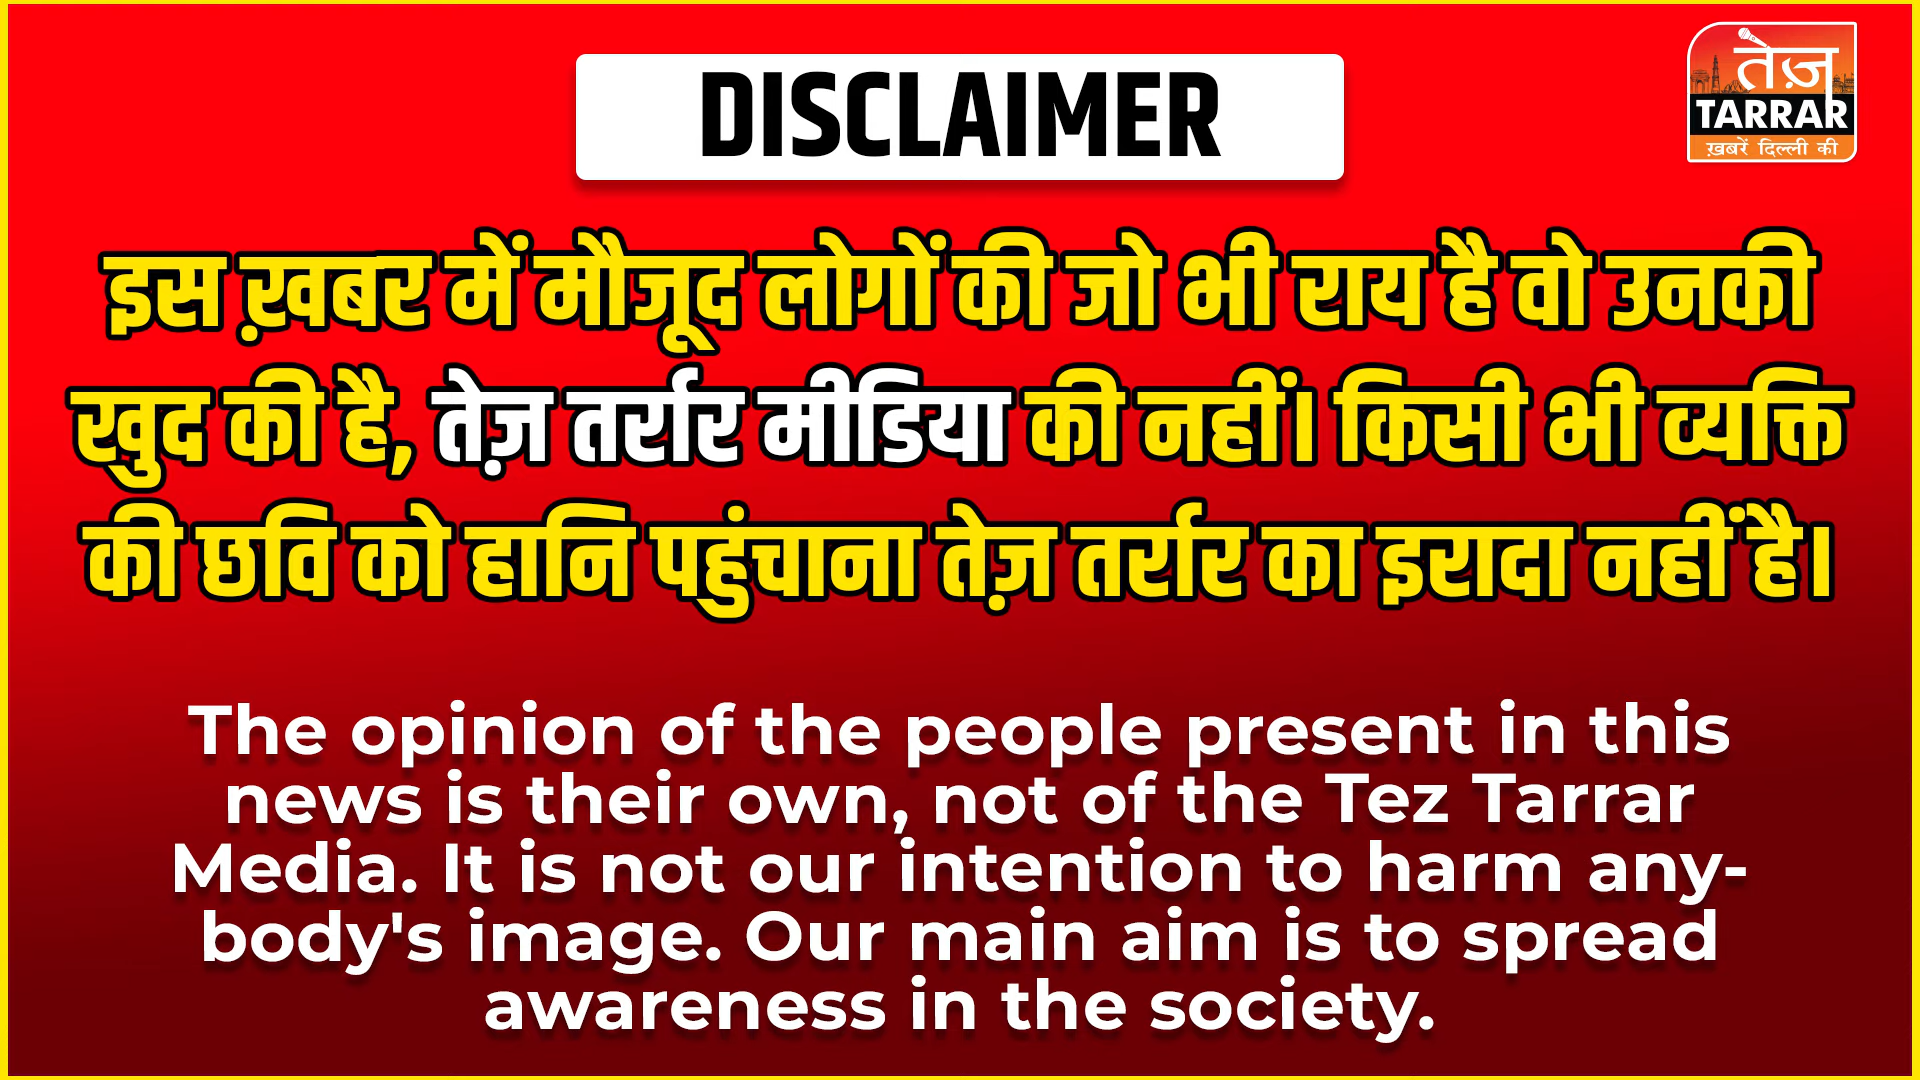 DISCLAIMER
तेज़
TARRAR
ख़बरें दिल्ली की
इस ख़बर में मौजूद लोगों की जो भी राय है वो उनकी
खुद की है, तेज़ तर्रार मीडिया की नहीं। किसी भी व्यक्ति
की छवि को हानि पहुंचाना तेज़ तर्रार का इरादा नहीं है।
The opinion of the people present in this
news is their own, not of the Tez Tarrar
Media. It is not our intention to harm any-
body's image. Our main aim is to spread
awareness in the society.